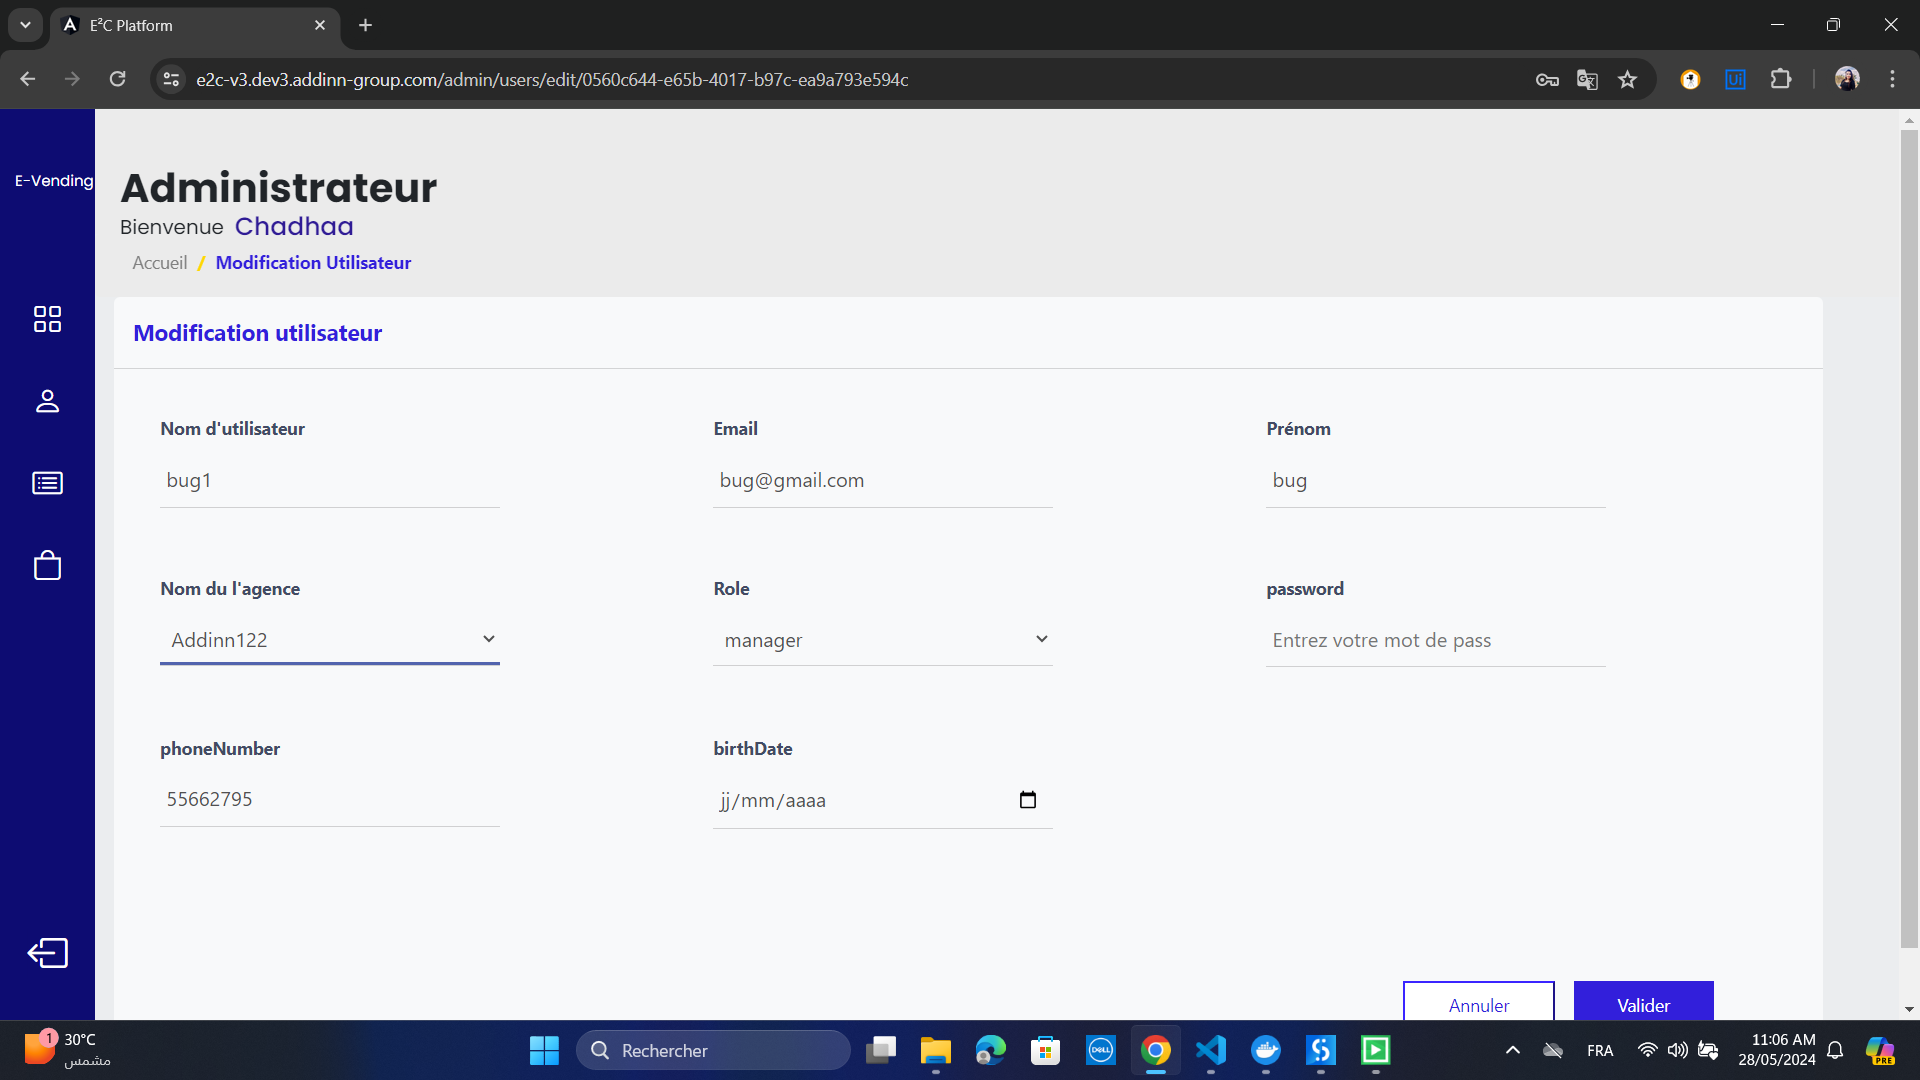 E²C Platform
e2c-v3.dev3.addinn-group.com/admin/users/edit/0560c644-e65b-4017-b97c-ea9a793e594c
E-Vending
Administrateur
Bienvenue Chadhaa
Accueil / Modification Utilisateur
Modification utilisateur
Nom d'utilisateur Email Prénom
bug1 bug@gmail.com bug
Nom du l'agence Role password
Addinn122 manager Entrez votre mot de pass
phoneNumber birthDate
55662795 jj/mm/aaaa
Annuler Valider
1 30°C
مشمس
Rechercher
DELL
FRA
11:06 AM
28/05/2024
PRE